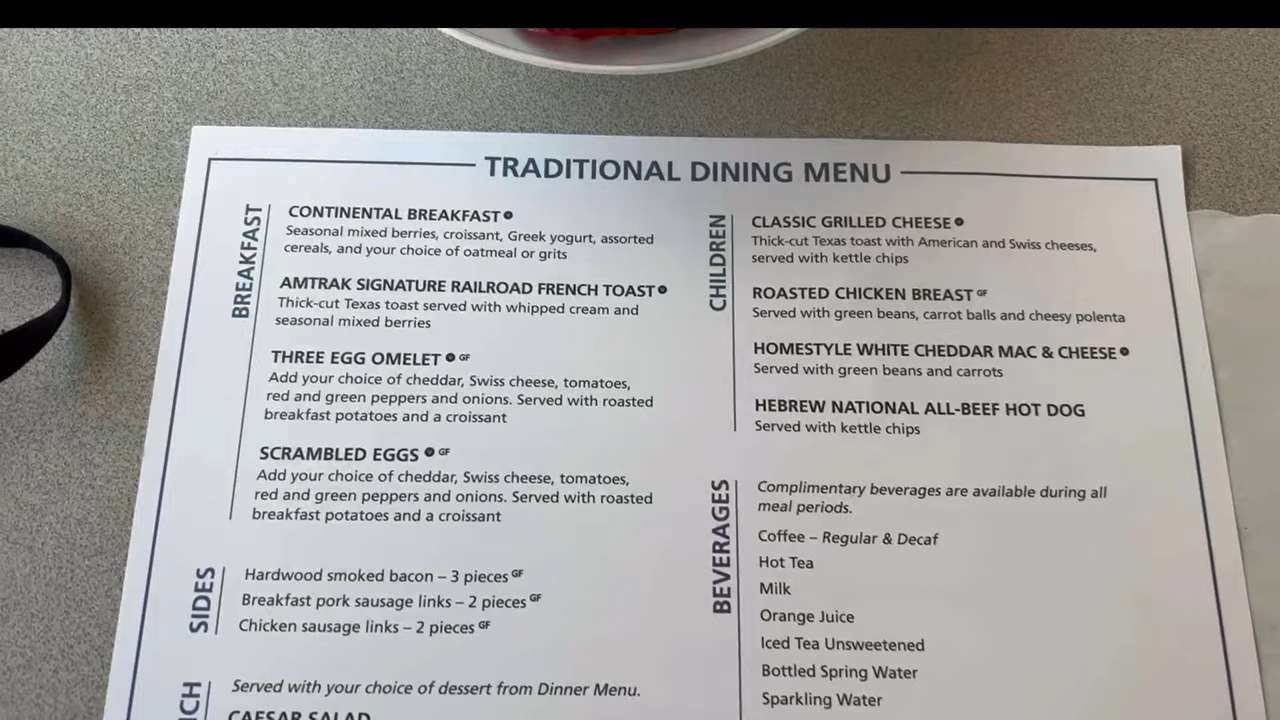 TRADITIONAL DINING MENU
BREAKFAST
CONTINENTAL BREAKFAST
Seasonal mixed berries, croissant, Greek yogurt, assorted
cereals, and your choice of oatmeal or grits
AMTRAK SIGNATURE RAILROAD FRENCH TOAST
Thick-cut Texas toast served with whipped cream and
seasonal mixed berries
THREE EGG OMELET GF
Add your choice of cheddar, Swiss cheese, tomatoes,
red and green peppers and onions. Served with roasted
breakfast potatoes and a croissant
SCRAMBLED EGGS GF
Add your choice of cheddar, Swiss cheese, tomatoes,
red and green peppers and onions. Served with roasted
breakfast potatoes and a croissant
SIDES
Hardwood smoked bacon – 3 pieces GF
Breakfast pork sausage links – 2 pieces GF
Chicken sausage links – 2 pieces GF
Served with your choice of dessert from Dinner Menu.
CAESAR SALAD
CHILDREN
CLASSIC GRILLED CHEESE
Thick-cut Texas toast with American and Swiss cheeses,
served with kettle chips
ROASTED CHICKEN BREAST GF
Served with green beans, carrot balls and cheesy polenta
HOMESTYLE WHITE CHEDDAR MAC & CHEESE
Served with green beans and carrots
HEBREW NATIONAL ALL-BEEF HOT DOG
Served with kettle chips
BEVERAGES
Complimentary beverages are available during all
meal periods.
Coffee – Regular & Decaf
Hot Tea
Milk
Orange Juice
Iced Tea Unsweetened
Bottled Spring Water
Sparkling Water